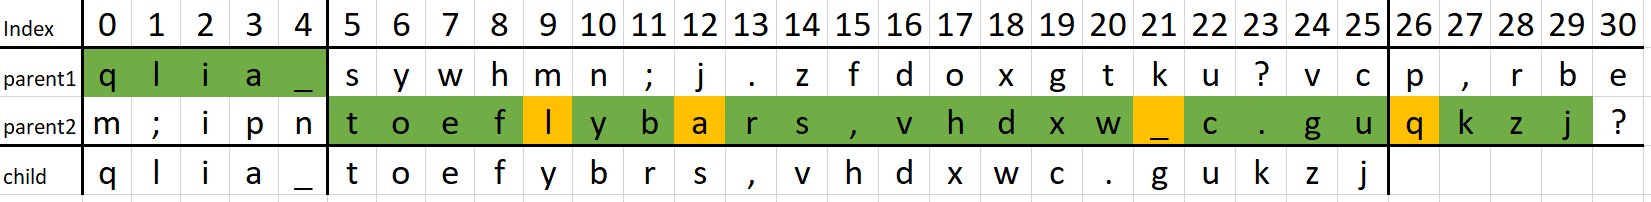 Index 0 1 2 3 4 5 6 7 8 9 10 11 12 13 14 15 16 17 18 19 20 21 22 23 24 25 26 27 28 29 30
parent1 q l i a _ s y w h m n ; j . z f d o x g t k u ? v c p , r b e
parent2 m ; i p n t o e f l y b a r s , v h d x w _ c . g u q k z j ?
child q l i a _ t o e f y b r s , v h d x w c . g u k z j